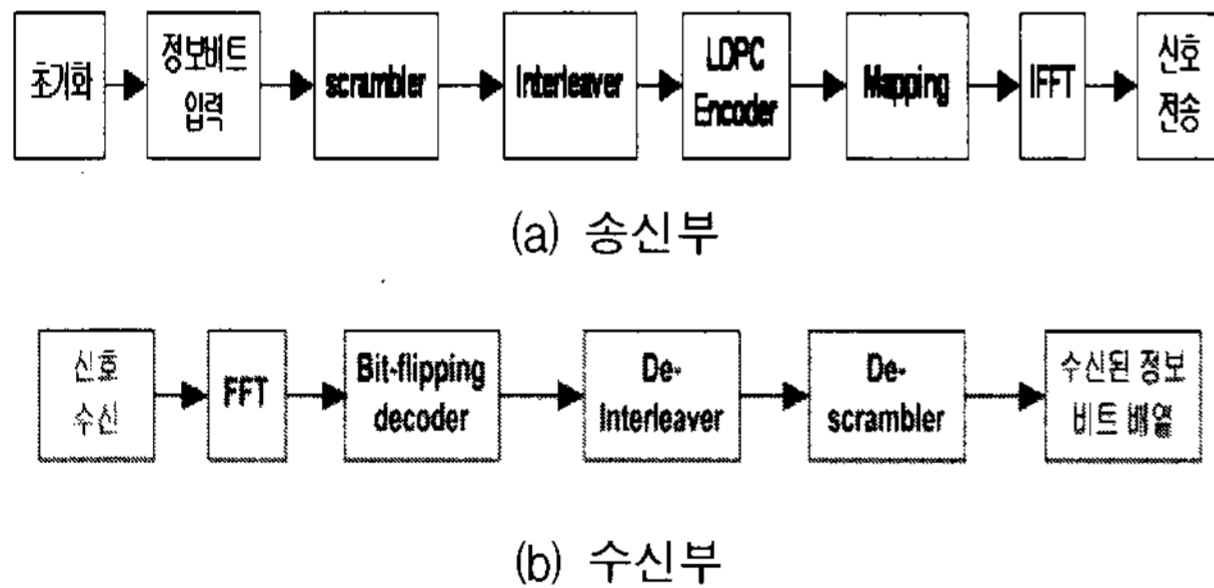 초기화
정보비트
입력
scrambler
Interleaver
LDPC
Encoder
Mapping
IFFT
신호
전송
(a) 송신부
신호
수신
FFT
Bit-flipping
decoder
De-
Interleaver
De-
scrambler
수신된 정보
비트 배열
(b) 수신부